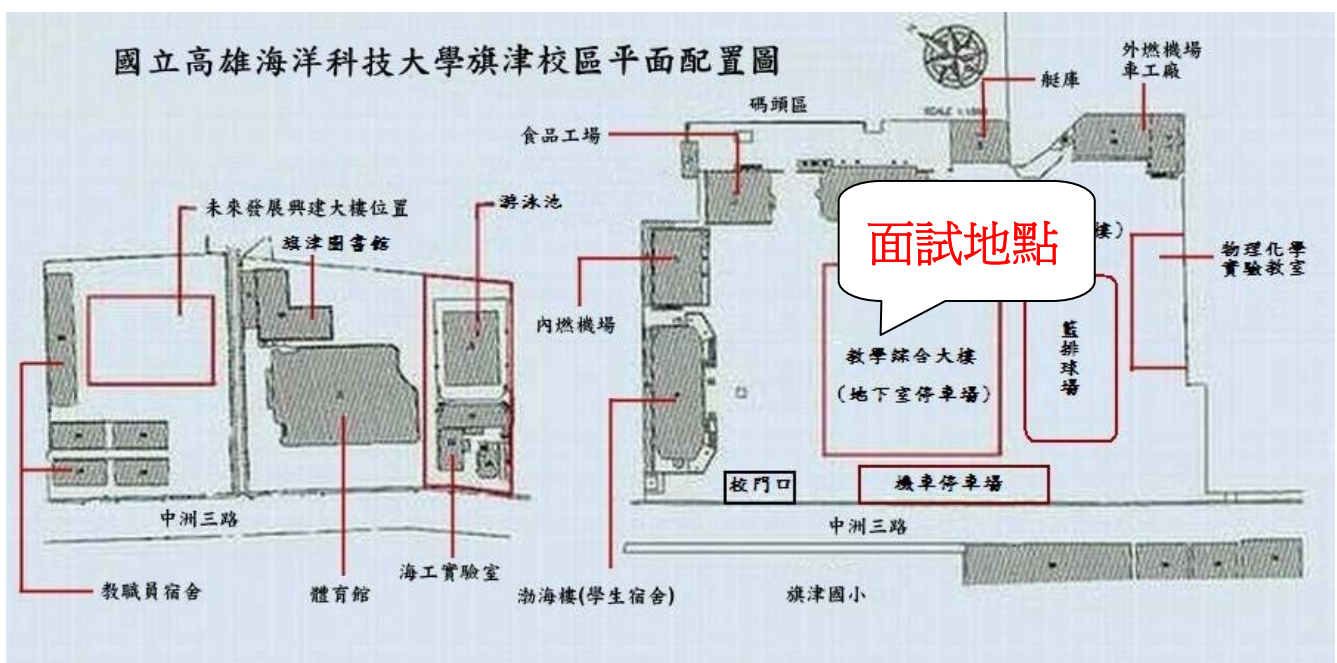 國立高雄海洋科技大學旗津校區平面配置圖
外燃機場
車工廠
艇庫
碼頭區
食品工場
未來發展興建大樓位置
游泳池
旗津圖書館
面試地點
樓）
物理化學
實驗教室
內燃機場
籃排球場
教學綜合大樓
（地下室停車場）
校門口
機車停車場
中洲三路
中洲三路
教職員宿舍
體育館
海工實驗室
渤海樓(學生宿舍)
旗津國小